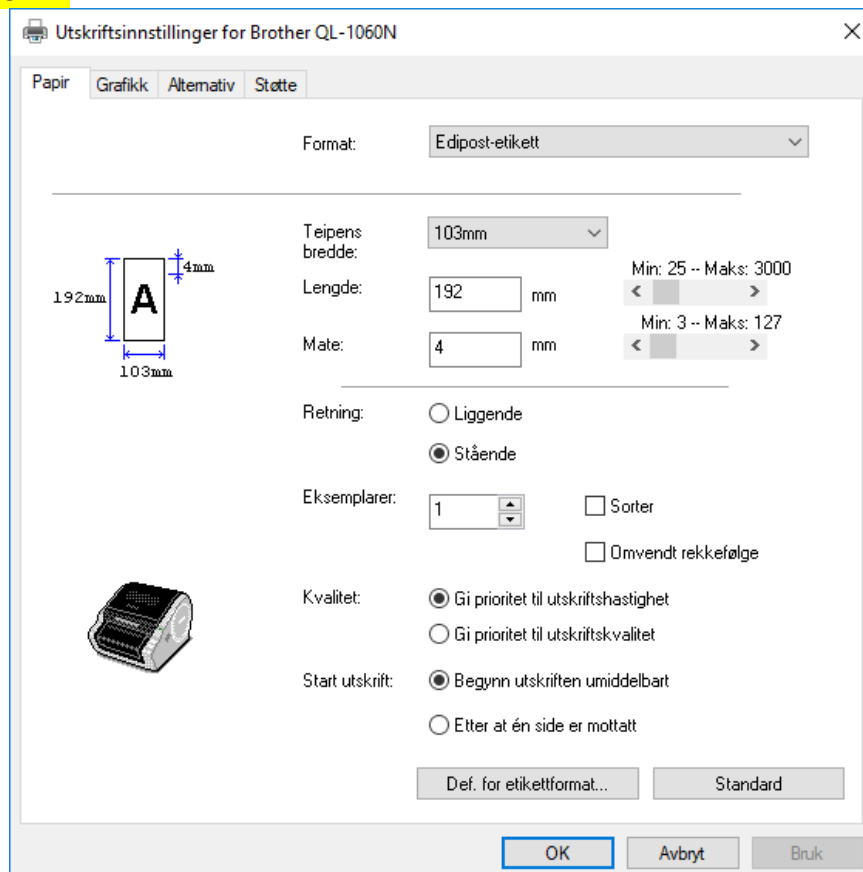 Utskriftsinnstillinger for Brother QL-1060N
Papir Grafikk Alternativ Støtte
Format: Edipost-etikett
Teipens bredde: 103mm
Min: 25 -- Maks: 3000
Lengde: 192 mm
Min: 3 -- Maks: 127
Mate: 4 mm
4mm
192mm
A
103mm
Retning: Liggende
Stående
Eksemplarer: 1 Sorter
Omvendt rekkefølge
Kvalitet: Gi prioritet til utskriftshastighet
Gi prioritet til utskriftskvalitet
Start utskrift: Begynn utskriften umiddelbart
Etter at én side er mottatt
Def. for etikettformat... Standard
OK Avbryt Bruk